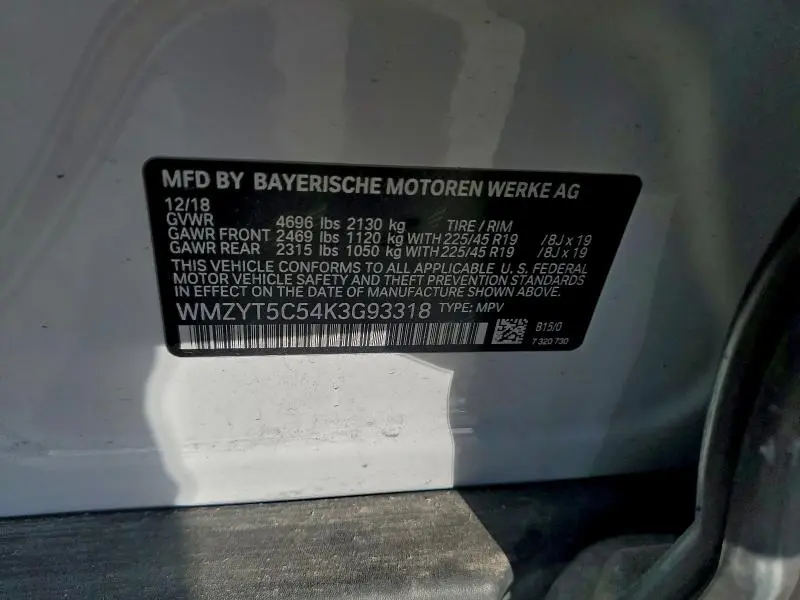 MFD BY BAYERISCHE MOTOREN WERKE AG
12/18
GVWR 4696 lbs 2130 kg TIRE / RIM
GAWR FRONT 2469 lbs 1120 kg WITH 225/45 R19 /8J x 19
GAWR REAR 2315 lbs 1050 kg WITH 225/45 R19 /8J x 19
THIS VEHICLE CONFORMS TO ALL APPLICABLE U. S. FEDERAL
MOTOR VEHICLE SAFETY AND THEFT PREVENTION STANDARDS
IN EFFECT ON THE DATE OF MANUFACTURE SHOWN ABOVE.
WMZYT5C54K3G93318 TYPE: MPV
B15/0
7 320 730